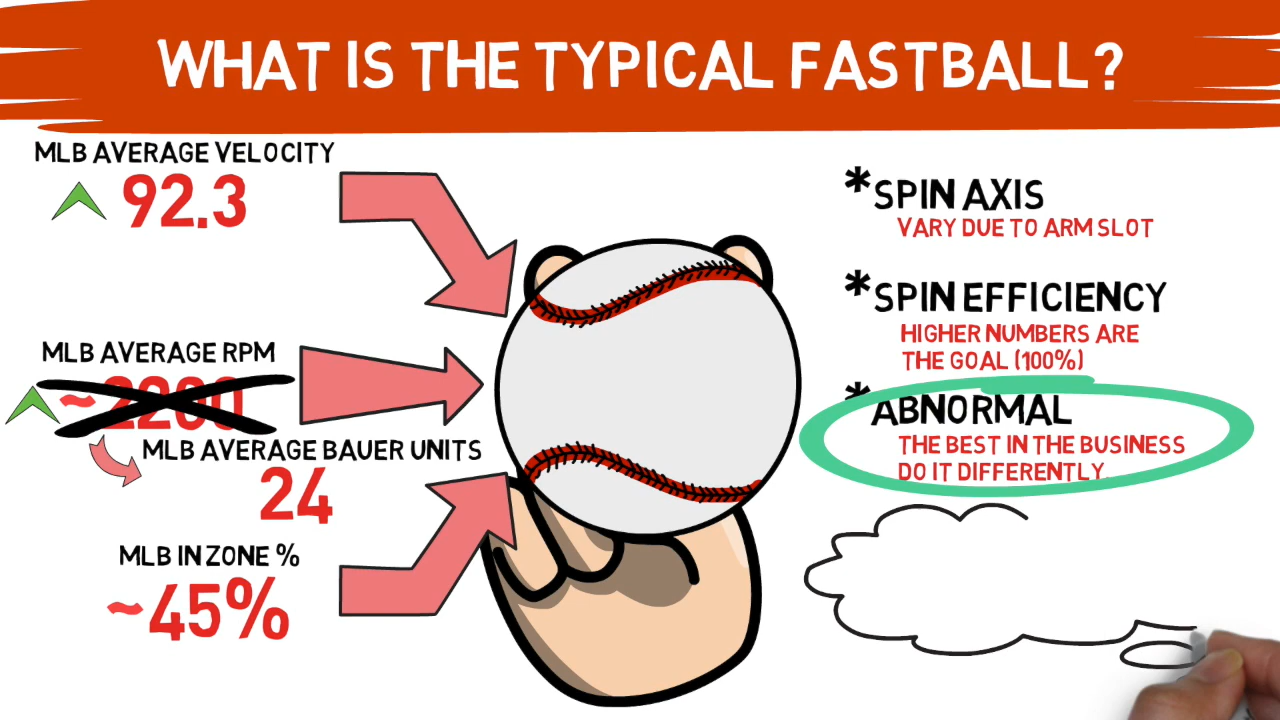 WHAT IS THE TYPICAL FASTBALL?
MLB AVERAGE VELOCITY
92.3
MLB AVERAGE RPM
~2200
MLB AVERAGE BAUER UNITS
24
MLB IN ZONE %
~45%
*SPIN AXIS
VARY DUE TO ARM SLOT
*SPIN EFFICIENCY
HIGHER NUMBERS ARE
THE GOAL (100%)
*ABNORMAL
THE BEST IN THE BUSINESS
DO IT DIFFERENTLY